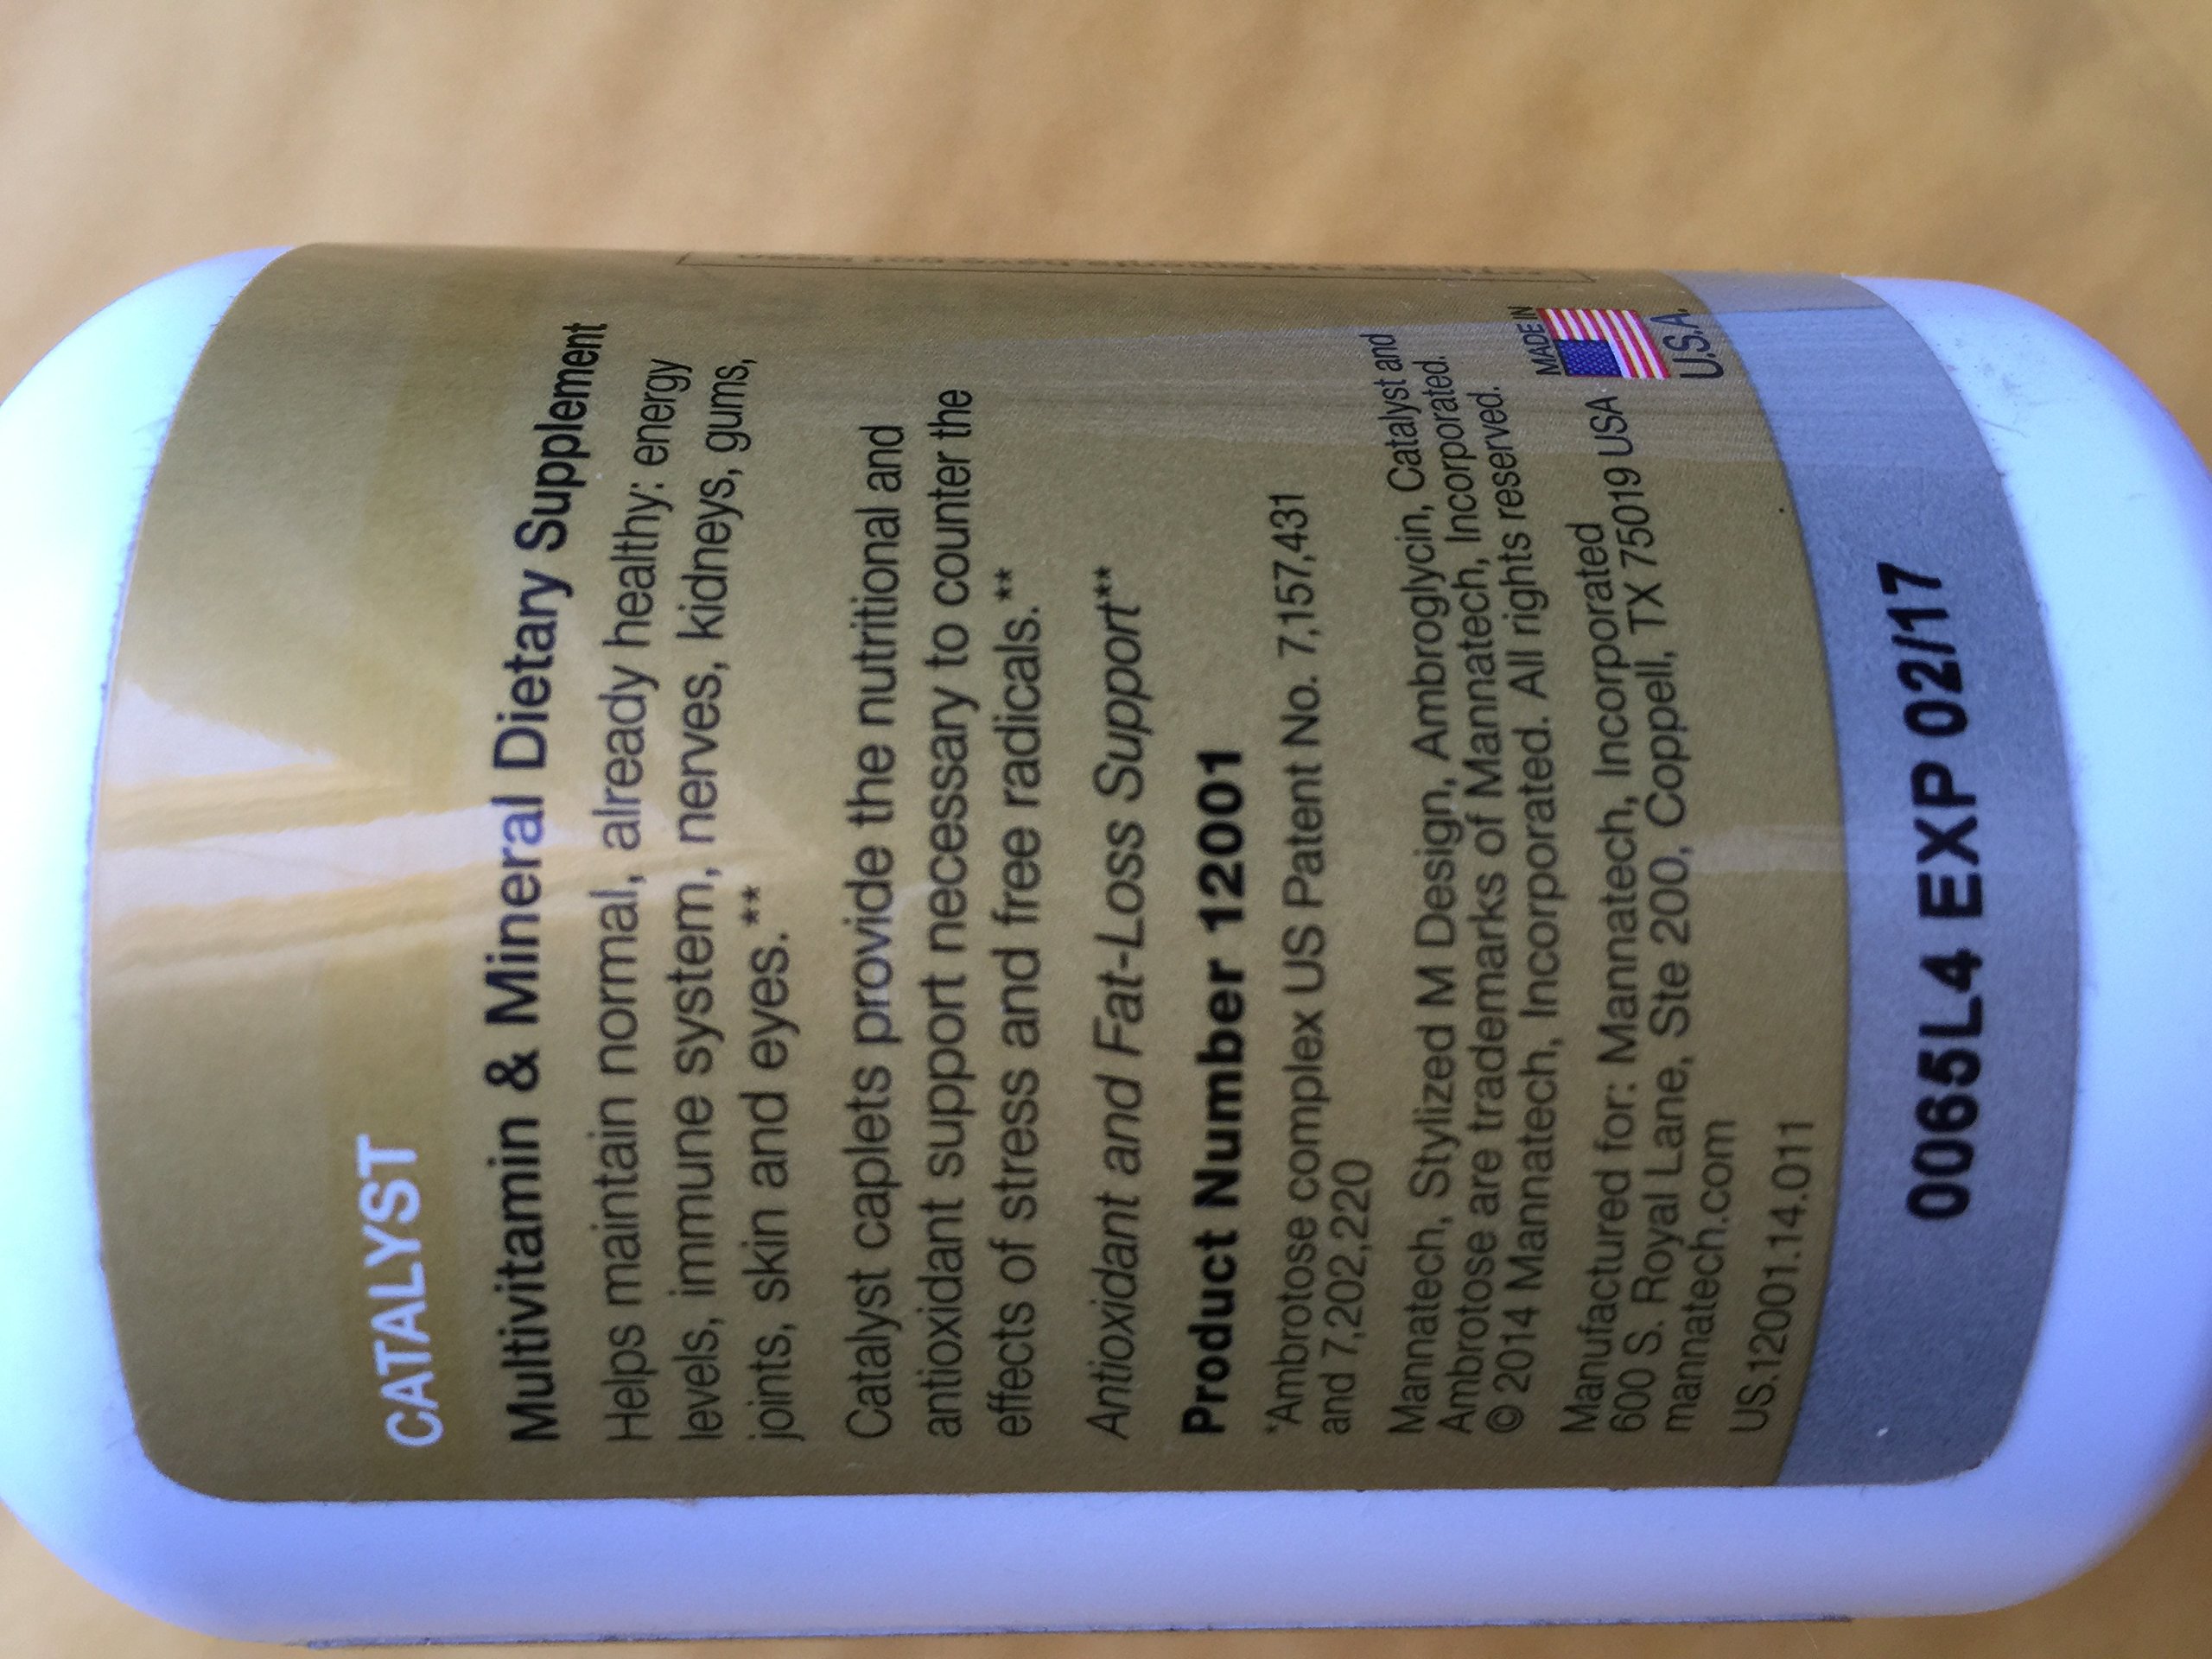 CATALYST
Multivitamin & Mineral Dietary Supplement
Helps maintain normal, already healthy: energy
levels, immune system, nerves, kidneys, gums,
joints, skin and eyes.**
Catalyst caplets provide the nutritional and
antioxidant support necessary to counter the
effects of stress and free radicals.**
Antioxidant and Fat-Loss Support**
Product Number 12001
*Ambrotose complex US Patent No. 7,157,431
and 7,202,220
Mannatech, Stylized M Design, Ambroglycin, Catalyst and
Ambrotose are trademarks of Mannatech, Incorporated.
© 2014 Mannatech, Incorporated. All rights reserved.
Manufactured for: Mannatech, Incorporated
600 S. Royal Lane, Ste 200, Coppell, TX 75019 USA
mannatech.com
US.12001.14.011
MADE IN
U.S.A.
0065L4 EXP 02/17